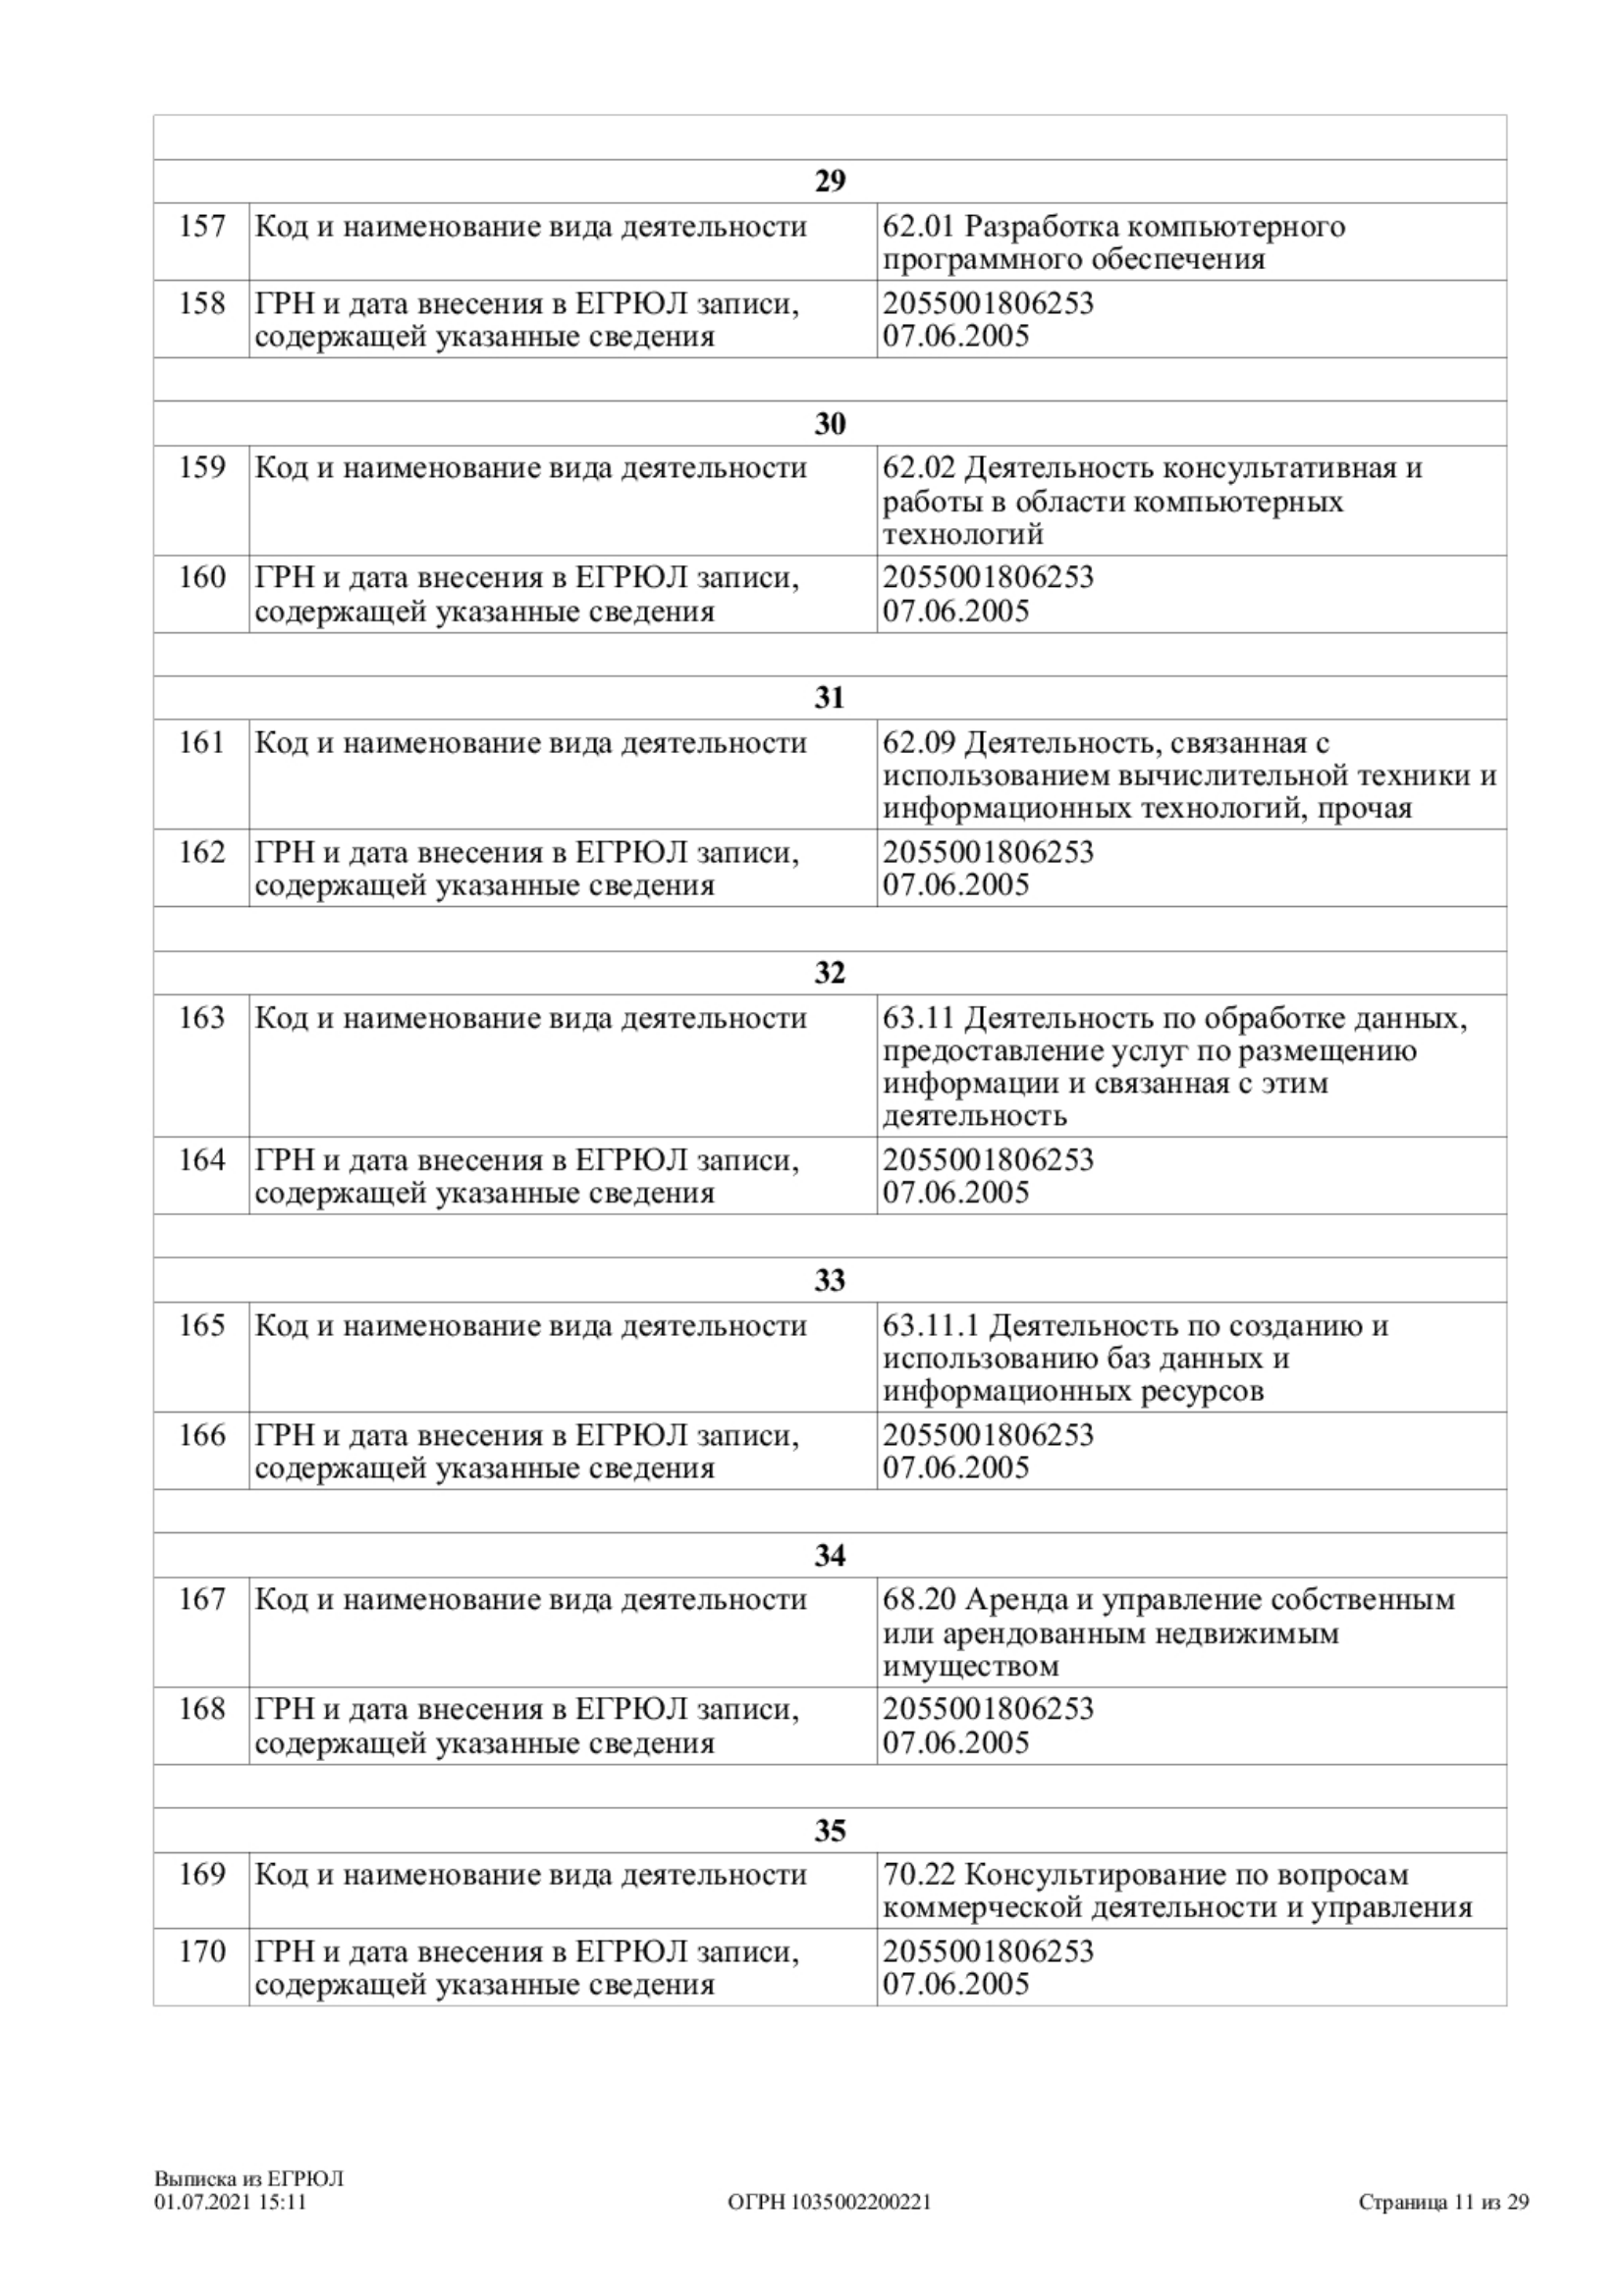 29
157 Код и наименование вида деятельности 62.01 Разработка компьютерного
программного обеспечения
158 ГРН и дата внесения в ЕГРЮЛ записи, 2055001806253
содержащей указанные сведения 07.06.2005
30
159 Код и наименование вида деятельности 62.02 Деятельность консультативная и
работы в области компьютерных
технологий
160 ГРН и дата внесения в ЕГРЮЛ записи, 2055001806253
содержащей указанные сведения 07.06.2005
31
161 Код и наименование вида деятельности 62.09 Деятельность, связанная с
использованием вычислительной техники и
информационных технологий, прочая
162 ГРН и дата внесения в ЕГРЮЛ записи, 2055001806253
содержащей указанные сведения 07.06.2005
32
163 Код и наименование вида деятельности 63.11 Деятельность по обработке данных,
предоставление услуг по размещению
информации и связанная с этим
деятельность
164 ГРН и дата внесения в ЕГРЮЛ записи, 2055001806253
содержащей указанные сведения 07.06.2005
33
165 Код и наименование вида деятельности 63.11.1 Деятельность по созданию и
использованию баз данных и
информационных ресурсов
166 ГРН и дата внесения в ЕГРЮЛ записи, 2055001806253
содержащей указанные сведения 07.06.2005
34
167 Код и наименование вида деятельности 68.20 Аренда и управление собственным
или арендованным недвижимым
имуществом
168 ГРН и дата внесения в ЕГРЮЛ записи, 2055001806253
содержащей указанные сведения 07.06.2005
35
169 Код и наименование вида деятельности 70.22 Консультирование по вопросам
коммерческой деятельности и управления
170 ГРН и дата внесения в ЕГРЮЛ записи, 2055001806253
содержащей указанные сведения 07.06.2005
Выписка из ЕГРЮЛ
01.07.2021 15:11 ОГРН 1035002200221 Страница 11 из 29